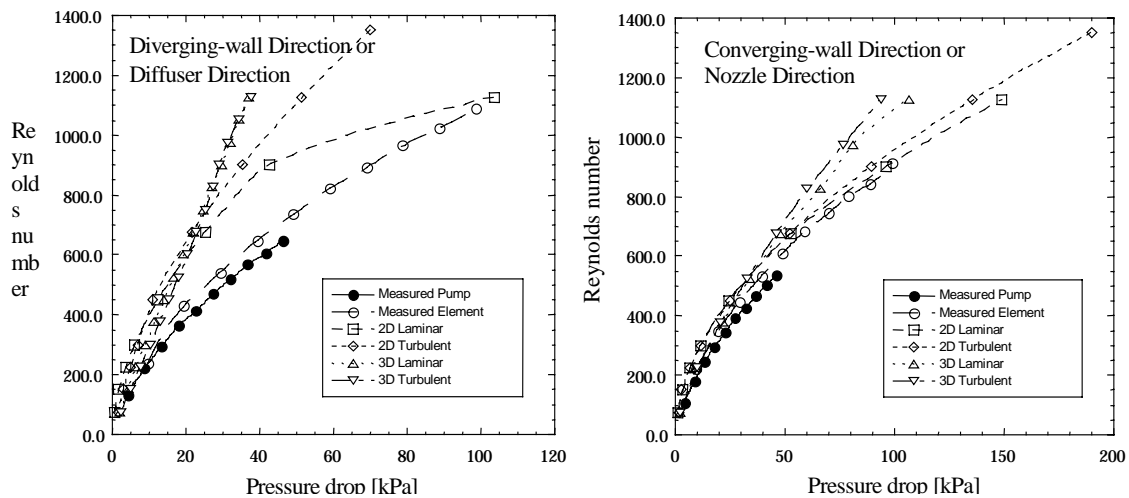 1400.0
1200.0
1000.0
800.0
600.0
400.0
200.0
0.0
Re
yn
old
s
nu
mb
er
Diverging-wall Direction or
Diffuser Direction
Measured Pump
Measured Element
2D Laminar
2D Turbulent
3D Laminar
3D Turbulent
0 20 40 60 80 100 120
Pressure drop [kPa]
1400.0
1200.0
1000.0
800.0
600.0
400.0
200.0
0.0
Reynolds number
Converging-wall Direction or
Nozzle Direction
Measured Pump
Measured Element
2D Laminar
2D Turbulent
3D Laminar
3D Turbulent
0 50 100 150 200
Pressure drop [kPa]